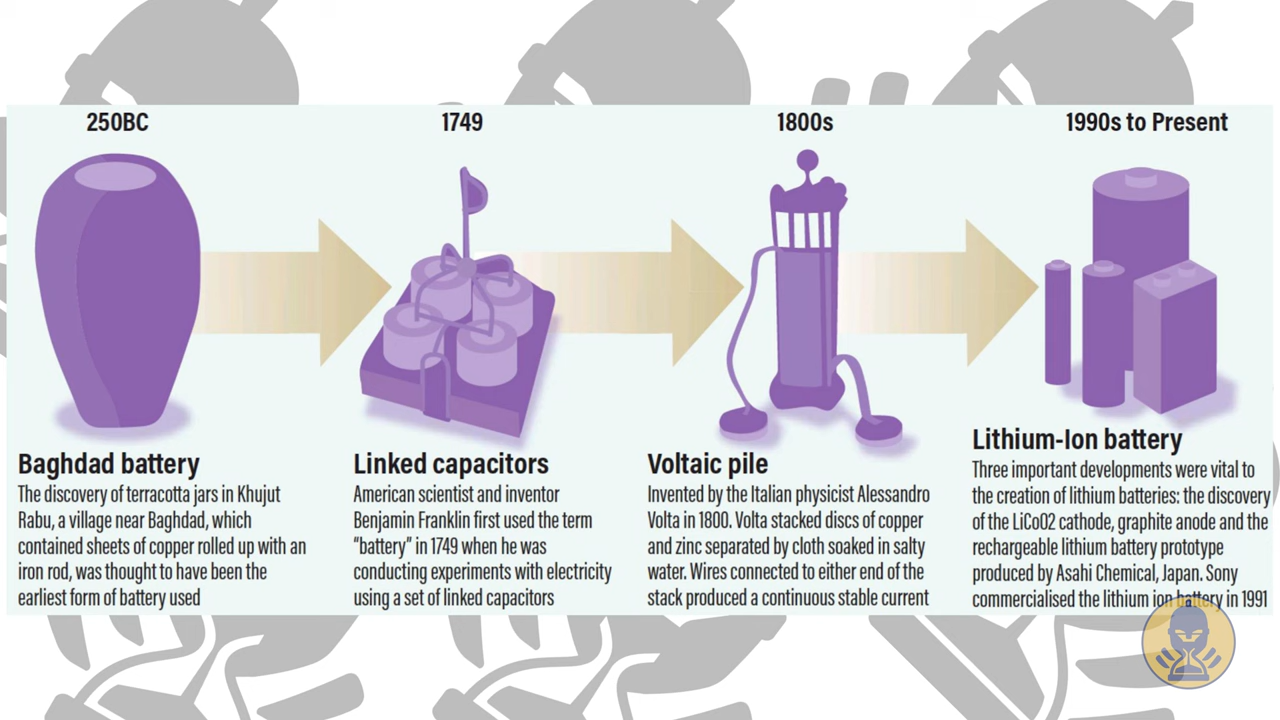 250BC
1749
1800s
1990s to Present
Baghdad battery
The discovery of terracotta jars in Khujut
Rabu, a village near Baghdad, which
contained sheets of copper rolled up with an
iron rod, was thought to have been the
earliest form of battery used
Linked capacitors
American scientist and inventor
Benjamin Franklin first used the term
"battery" in 1749 when he was
conducting experiments with electricity
using a set of linked capacitors
Voltaic pile
Invented by the Italian physicist Alessandro
Volta in 1800. Volta stacked discs of copper
and zinc separated by cloth soaked in salty
water. Wires connected to either end of the
stack produced a continuous stable current
Lithium-Ion battery
Three important developments were vital to
the creation of lithium batteries: the discovery
of the LiCoO2 cathode, graphite anode and the
rechargeable lithium battery prototype
produced by Asahi Chemical, Japan. Sony
commercialised the lithium ion battery in 1991